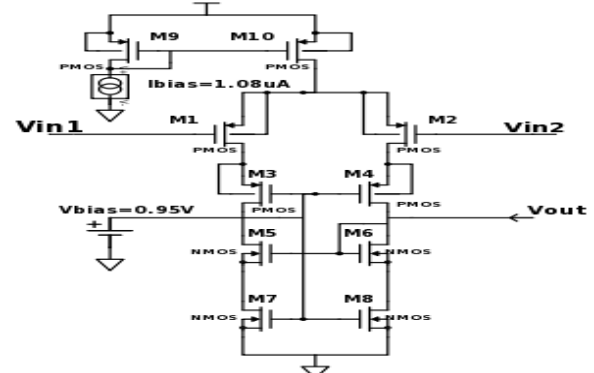 M9 M10
PMOS PMOS
Ibias=1.08uA
Vin1 M1 M2 Vin2
PMOS PMOS
M3 M4
Vbias=0.95V PMOS PMOS Vout
+
M5 M6
NMOS NMOS
M7 M8
NMOS NMOS